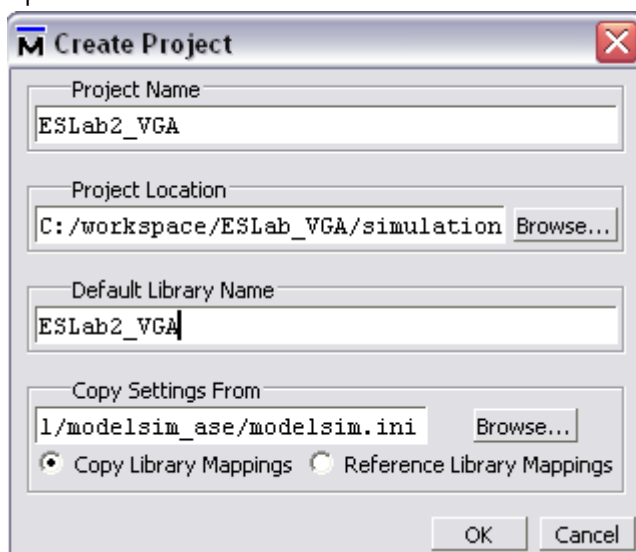 M Create Project
Project Name
ESLab2_VGA
Project Location
C:/workspace/ESLab_VGA/simulation Browse...
Default Library Name
ESLab2_VGA
Copy Settings From
l/modelsim_ase/modelsim.ini Browse...
Copy Library Mappings Reference Library Mappings
OK Cancel